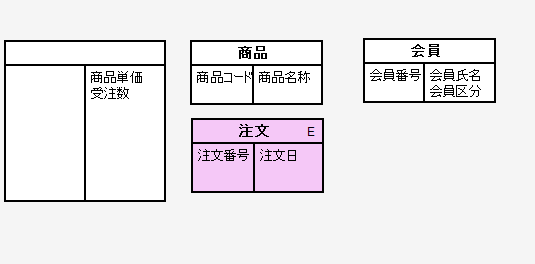 商品単価
受注数
商品
商品コード
商品名称
注文 E
注文番号
注文日
会員
会員番号
会員氏名
会員区分